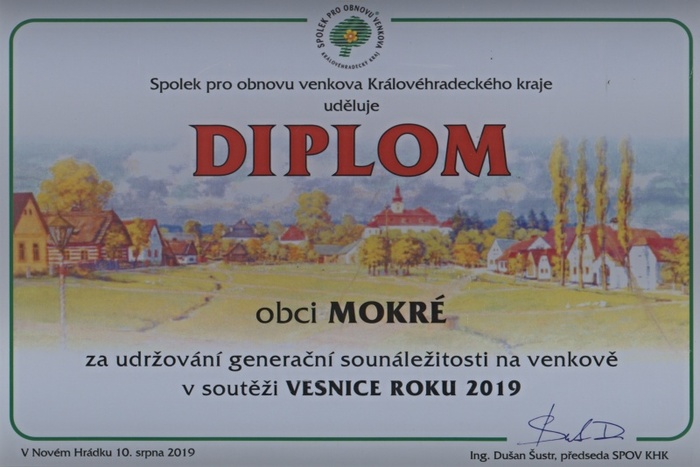 SPOLEK PRO OBNOVU VENKOVA
KRÁLOVÉHRADECKÝ KRAJ
Spolek pro obnovu venkova Královéhradeckého kraje
uděluje
DIPLOM
obci MOKRÉ
za udržování generační sounáležitosti na venkově
v soutěži VESNICE ROKU 2019
V Novém Hrádku 10. srpna 2019
Ing. Dušan Šustr, předseda SPOV KHK